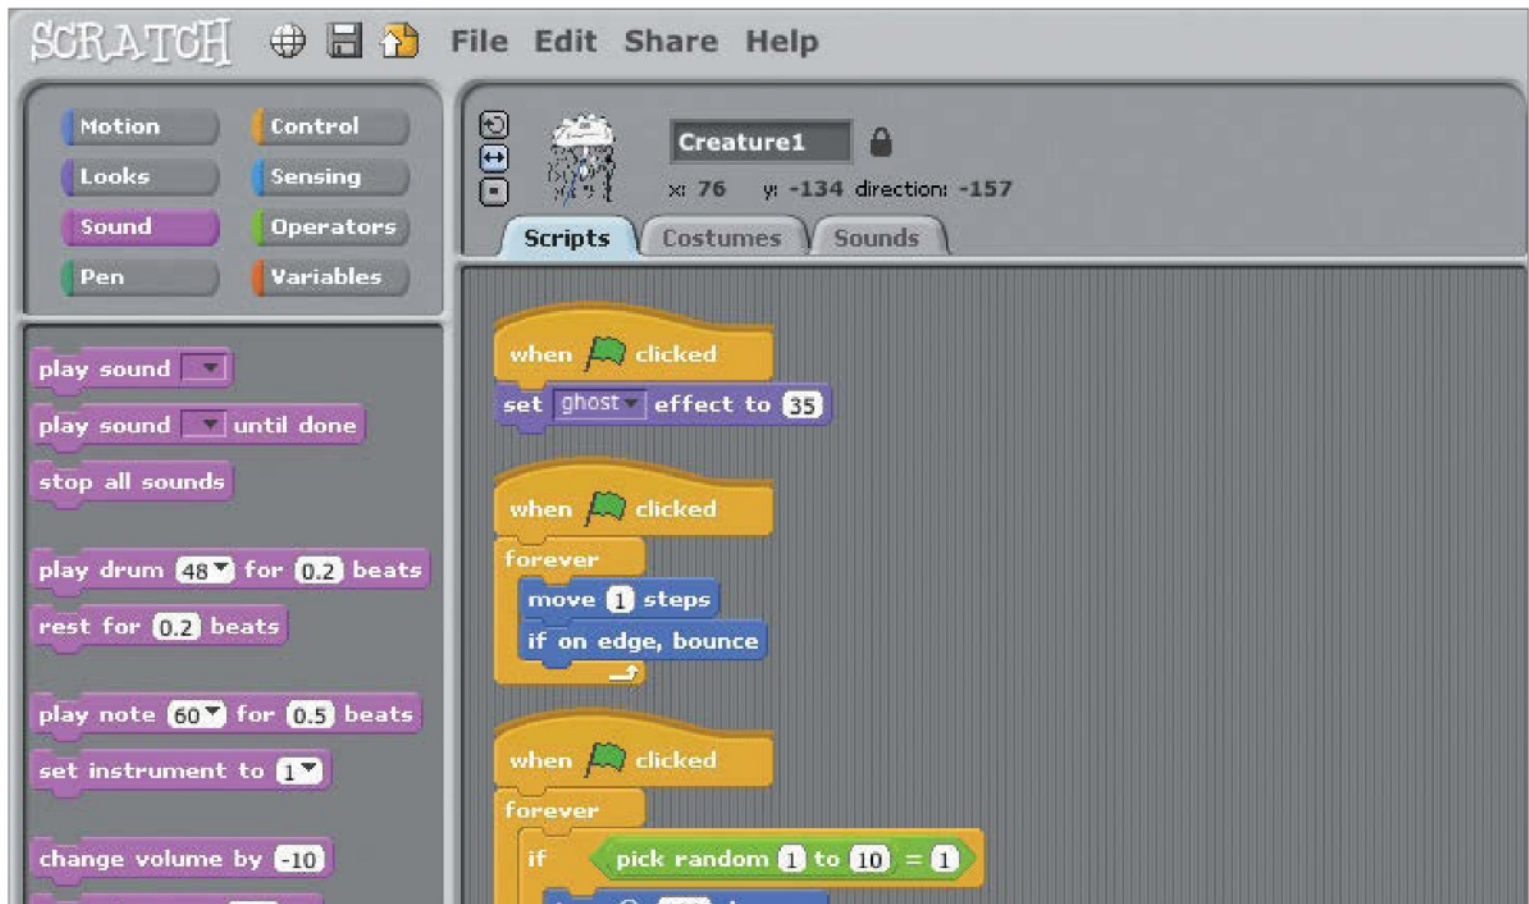 SCRATCH File Edit Share Help
Motion Control
Looks Sensing
Sound Operators
Pen Variables
Creature1
x: 76 y: -134 direction: -157
Scripts Costumes Sounds
play sound
play sound until done
stop all sounds
play drum 48 for 0.2 beats
rest for 0.2 beats
play note 60 for 0.5 beats
set instrument to 1
change volume by -10
when clicked
set ghost effect to 35
when clicked
forever
move 1 steps
if on edge, bounce
when clicked
forever
if pick random 1 to 10 = 1